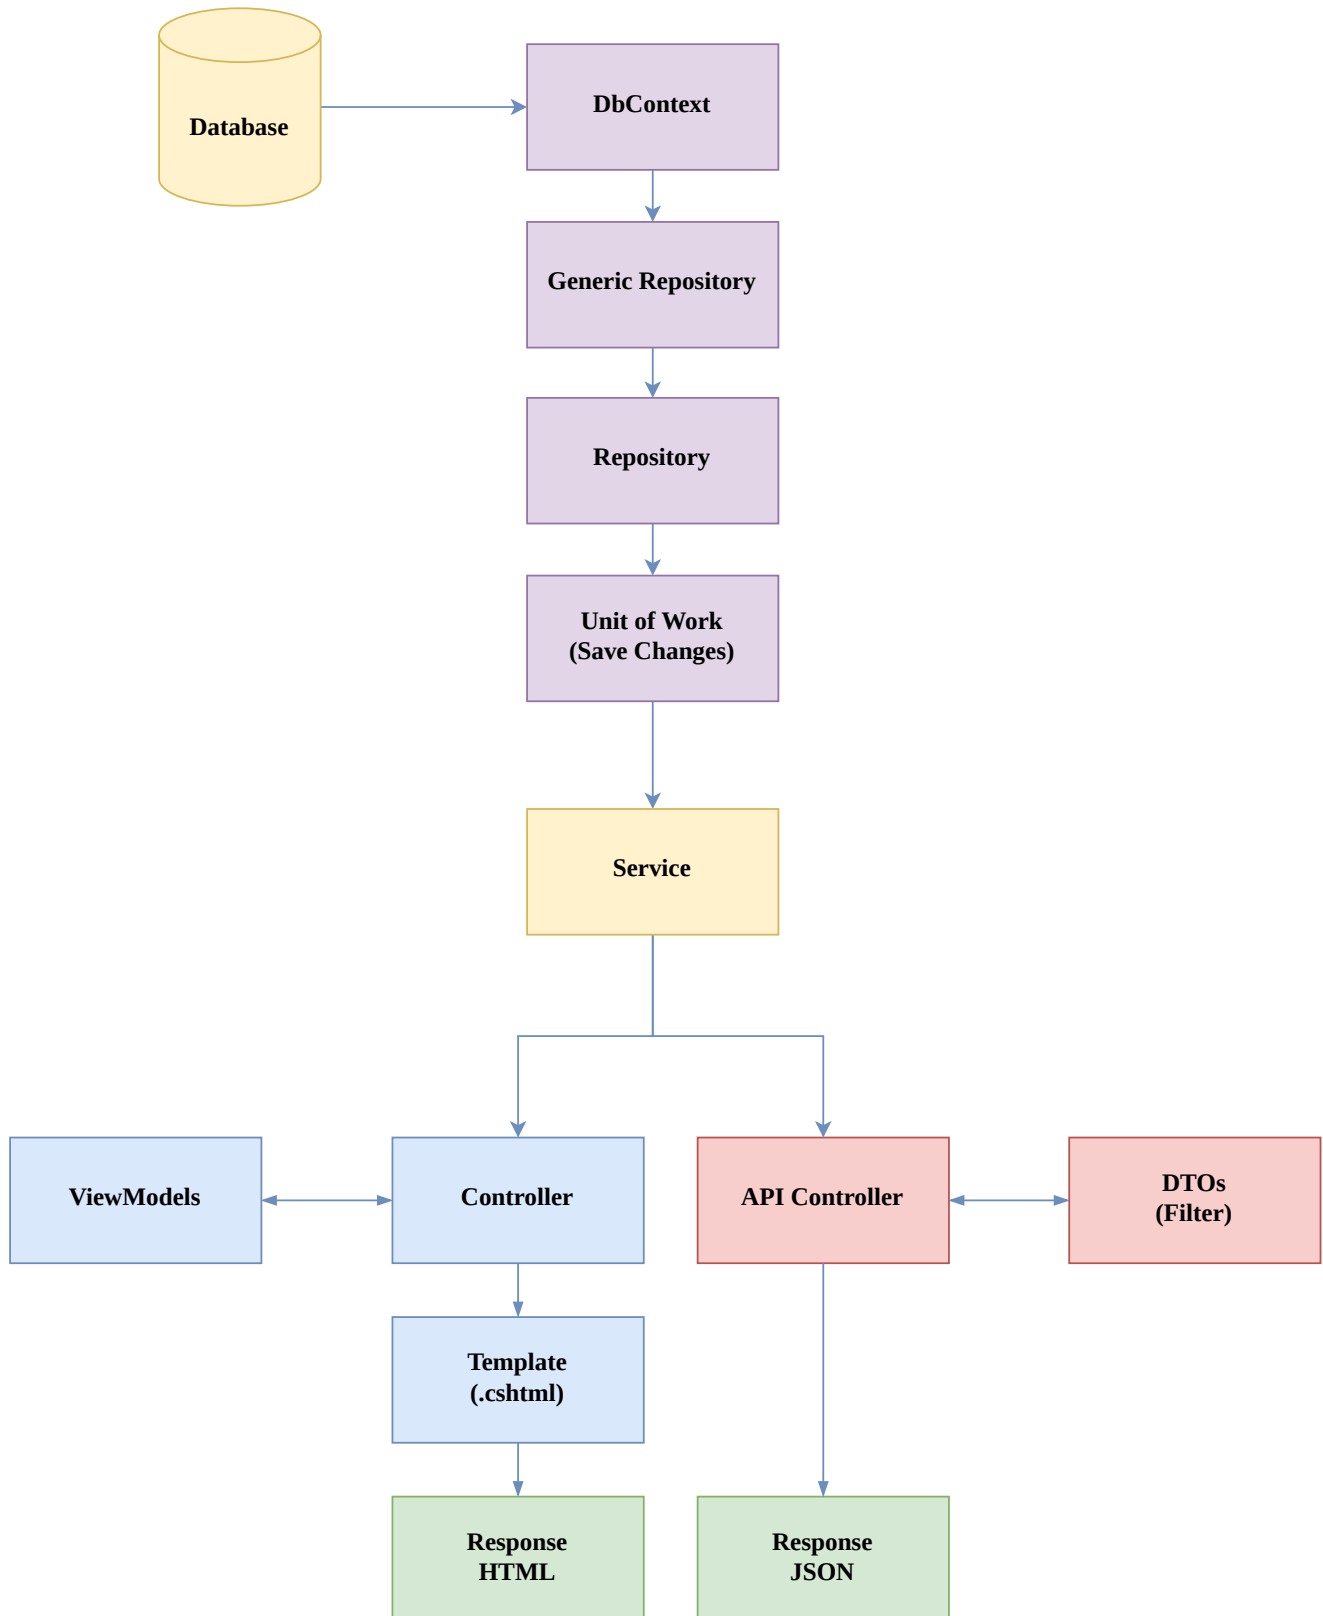 Database
DbContext
Generic Repository
Repository
Unit of Work
(Save Changes)
Service
ViewModels
Controller
API Controller
DTOs
(Filter)
Template
(.cshtml)
Response
HTML
Response
JSON